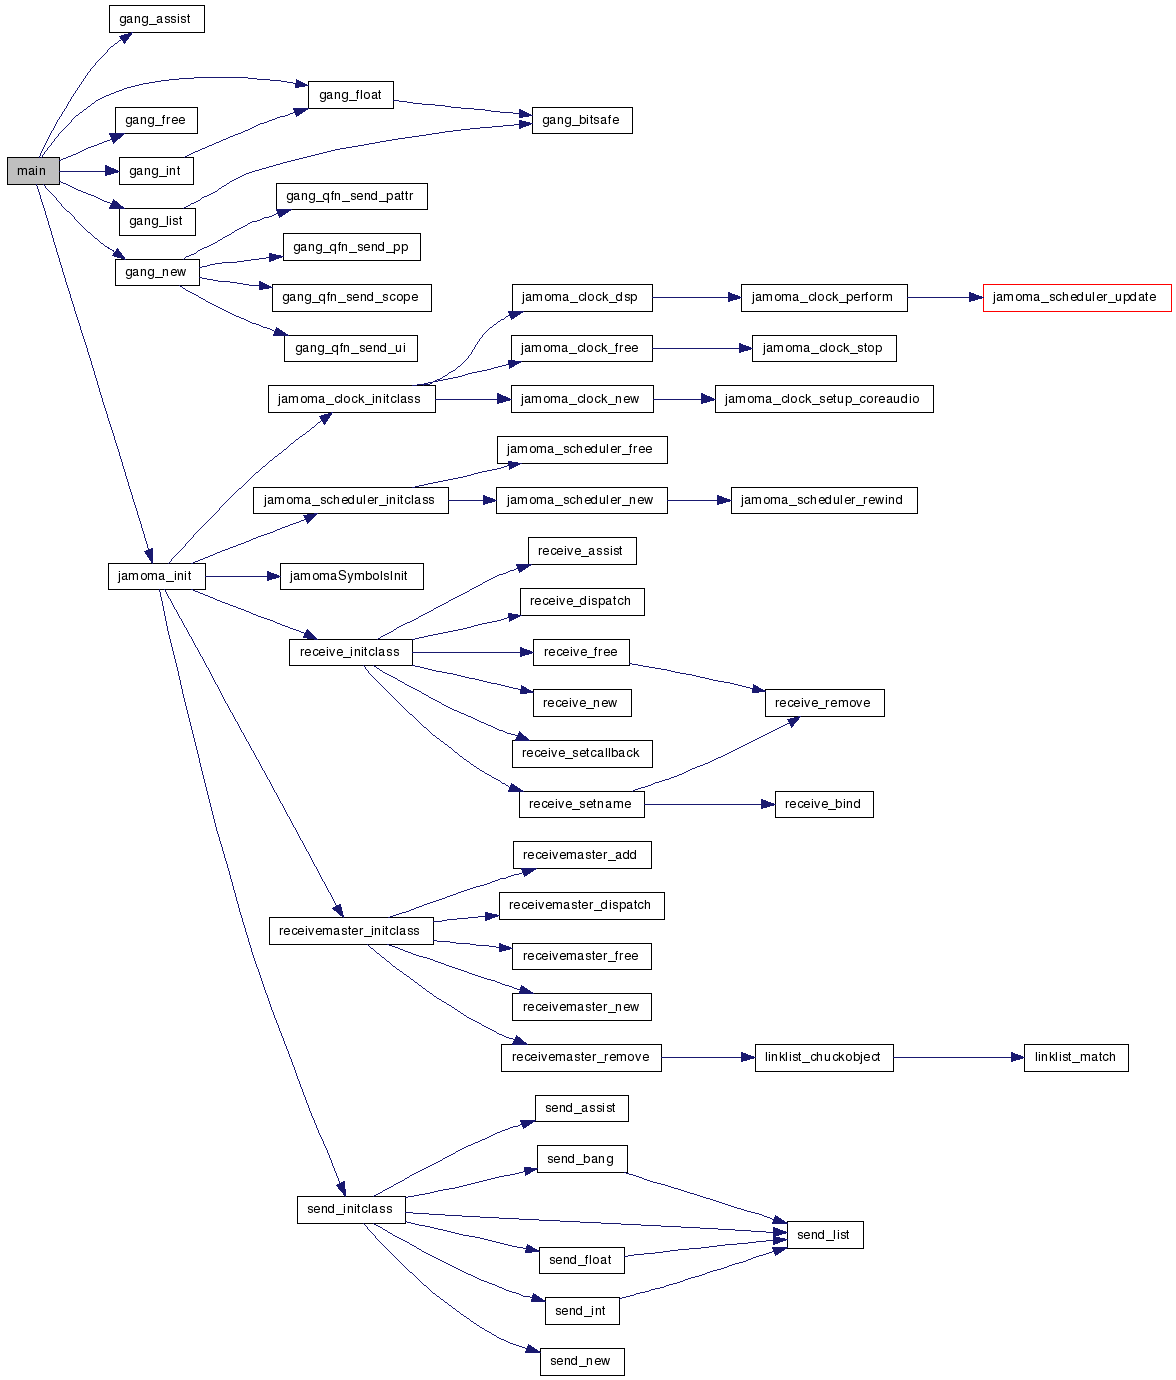 gang_assist
gang_float
gang_free
gang_bitsafe
main
gang_int
gang_qfn_send_pattr
gang_list
gang_qfn_send_pp
gang_new
gang_qfn_send_scope
jamoma_clock_dsp
jamoma_clock_perform
jamoma_scheduler_update
gang_qfn_send_ui
jamoma_clock_free
jamoma_clock_stop
jamoma_clock_initclass
jamoma_clock_new
jamoma_clock_setup_coreaudio
jamoma_scheduler_free
jamoma_scheduler_initclass
jamoma_scheduler_new
jamoma_scheduler_rewind
receive_assist
jamoma_init
jamomaSymbolsInit
receive_dispatch
receive_initclass
receive_free
receive_new
receive_remove
receive_setcallback
receive_setname
receive_bind
receivemaster_add
receivemaster_dispatch
receivemaster_initclass
receivemaster_free
receivemaster_new
receivemaster_remove
linklist_chuckobject
linklist_match
send_assist
send_bang
send_initclass
send_list
send_float
send_int
send_new